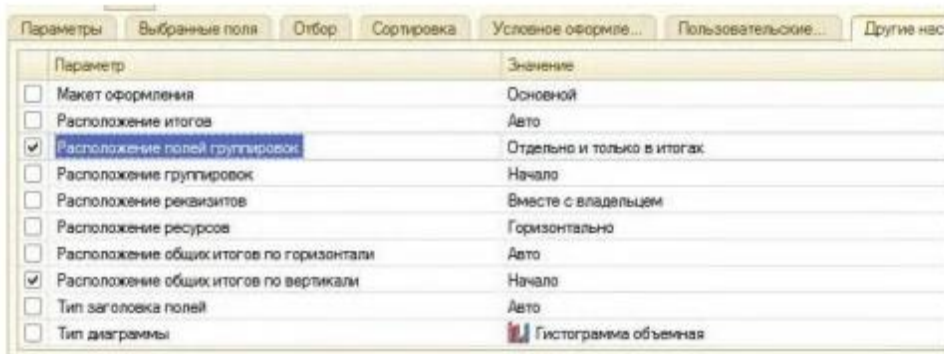 Параметры Выбранные поля Отбор Сортировка Условное оформле... Пользовательские... Другие нас
Параметр Значение
Макет оформления Основной
Расположение итогов Авто
Расположение полей группировок Отдельно и только в итогах
Расположение группировок Начало
Расположение реквизитов Вместе с владельцем
Расположение ресурсов Горизонтально
Расположение общих итогов по горизонтали Авто
Расположение общих итогов по вертикали Начало
Тип заголовка полей Авто
Тип диаграммы Гистограмма объемная